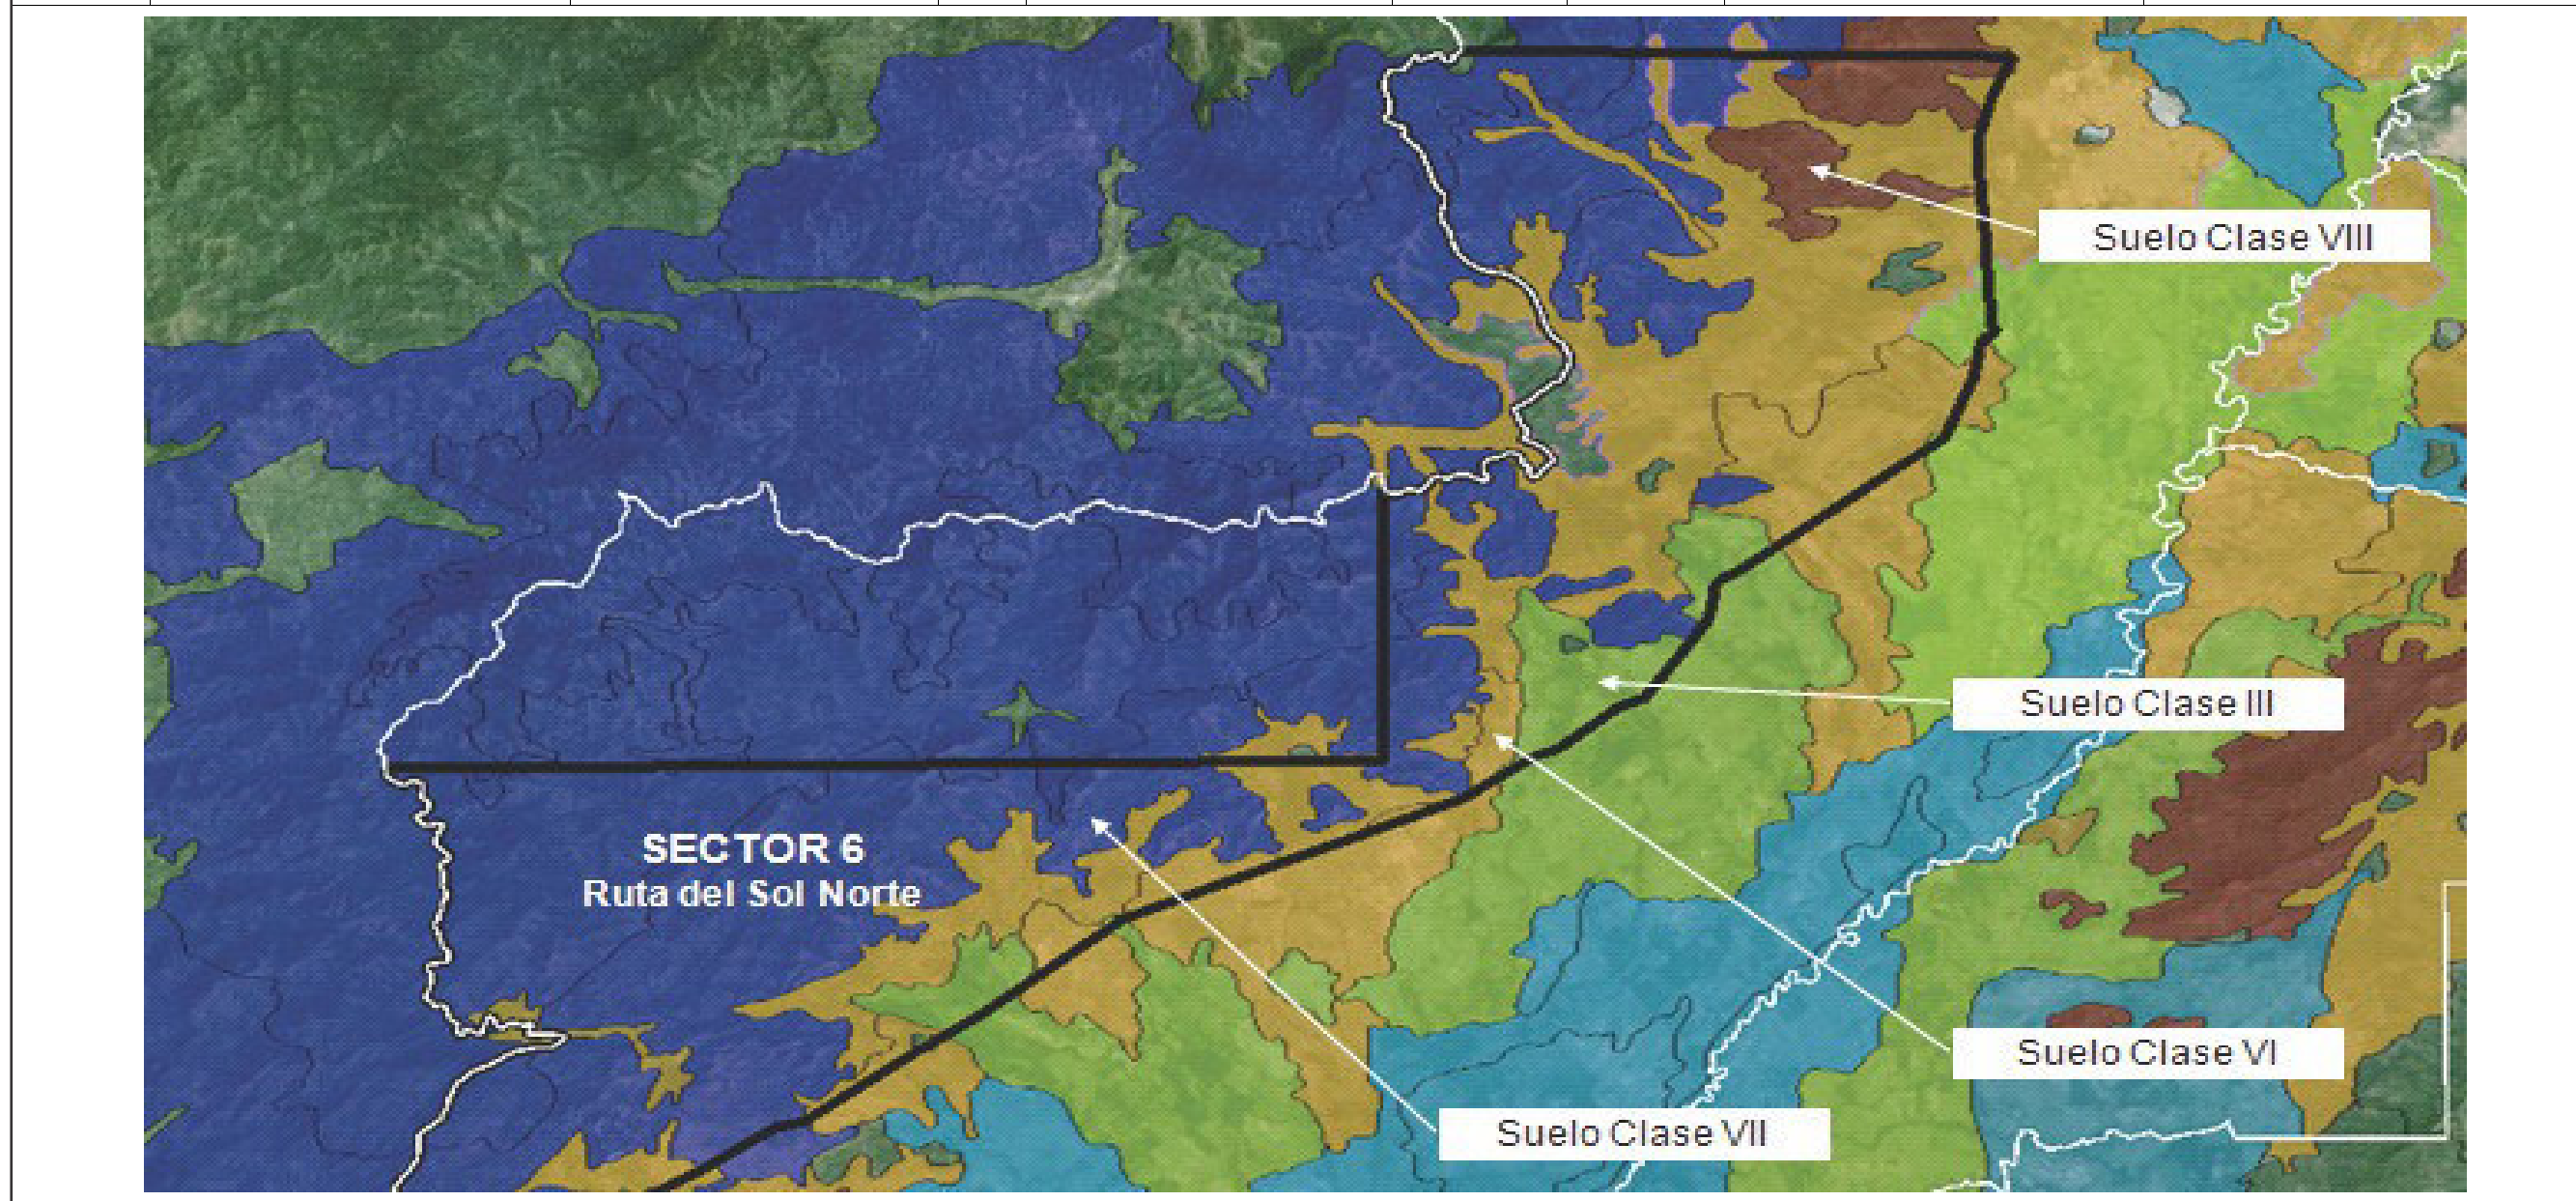 Suelo Clase VIII
Suelo Clase III
SECTOR 6
Ruta del Sol Norte
Suelo Clase VI
Suelo Clase VII